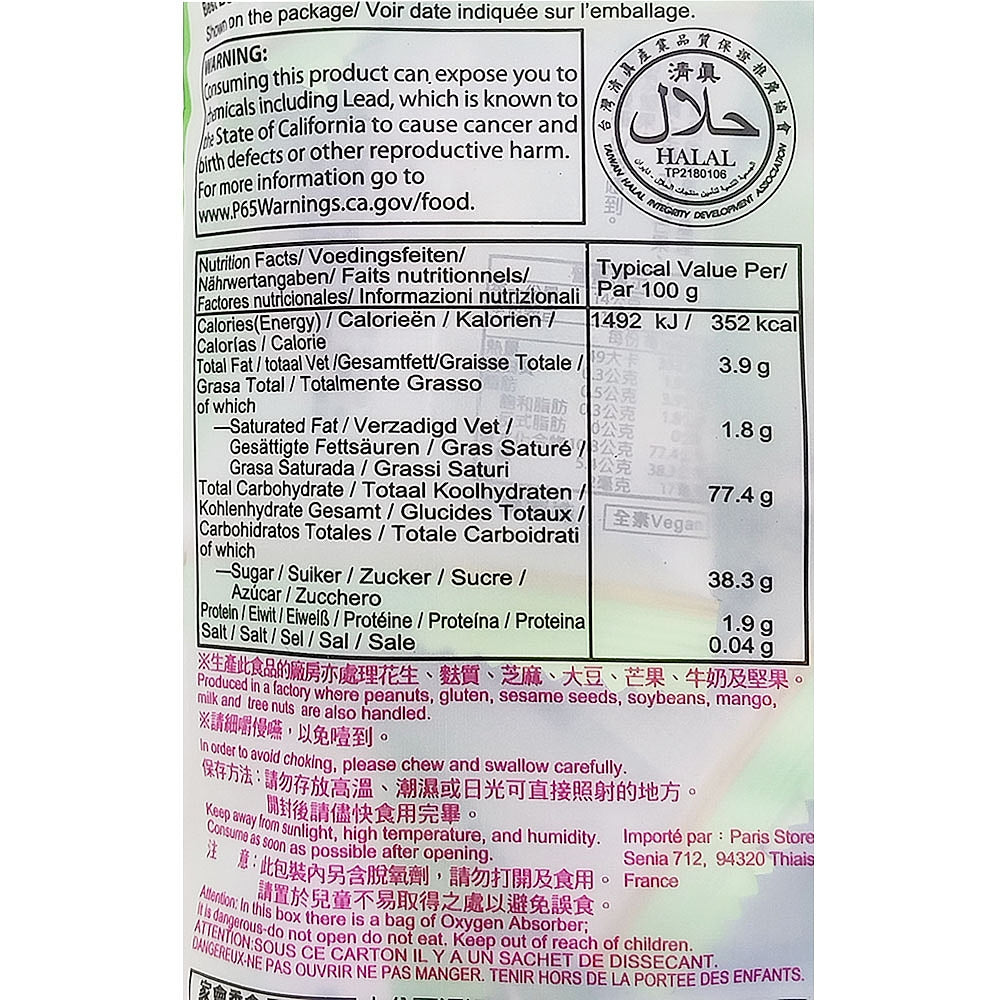 Shown on the package/ Voir date indiquée sur l'emballage.
WARNING:
Consuming this product can expose you to
chemicals including Lead, which is known to
the State of California to cause cancer and
birth defects or other reproductive harm.
For more information go to
www.P65Warnings.ca.gov/food.
台灣清真產業品質保證推廣協會
清真
حلال
HALAL
TP2180106
TAIWAN HALAL INTEGRITY DEVELOPMENT ASSOCIATION
Nutrition Facts/ Voedingsfeiten/
Nährwertangaben/ Faits nutritionnels/
Factores nutricionales/ Informazioni nutrizionali
Typical Value Per/
Par 100 g
Calories(Energy) / Calorieën / Kalorien /
Calorías / Calorie
1492 kJ / 352 kcal
Total Fat / totaal Vet /Gesamtfett/Graisse Totale /
Grasa Total / Totalmente Grasso
3.9 g
of which
—Saturated Fat / Verzadigd Vet /
Gesättigte Fettsäuren / Gras Saturé /
Grasa Saturada / Grassi Saturi
1.8 g
Total Carbohydrate / Totaal Koolhydraten /
Kohlenhydrate Gesamt / Glucides Totaux /
Carbohidratos Totales / Totale Carboidrati
77.4 g
of which
—Sugar / Suiker / Zucker / Sucre /
Azúcar / Zucchero
38.3 g
Protein / Eiwit / Eiweiß / Protéine / Proteína / Proteina
1.9 g
Salt / Salt / Sel / Sal / Sale
0.04 g
全素Vegan
※生產此食品的廠房亦處理花生、麩質、芝麻、大豆、芒果、牛奶及堅果。
Produced in a factory where peanuts, gluten, sesame seeds, soybeans, mango,
milk and tree nuts are also handled.
※請細嚼慢嚥，以免噎到。
In order to avoid choking, please chew and swallow carefully.
保存方法：請勿存放高溫、潮濕或日光可直接照射的地方。
開封後請儘快食用完畢。
Keep away from sunlight, high temperature, and humidity.
Consume as soon as possible after opening.
Importé par : Paris Store
Senia 712, 94320 Thiais
France
注 意：此包裝內另含脫氧劑，請勿打開及食用。
請置於兒童不易取得之處以避免誤食。
Attention: In this box there is a bag of Oxygen Absorber;
It is dangerous-do not open do not eat, Keep out of reach of children.
ATTENTION:SOUS CE CARTON IL Y A UN SACHET DE DISSECANT.
DANGEREUX-NE PAS OUVRIR NE PAS MANGER. TENIR HORS DE LA PORTEE DES ENFANTS.